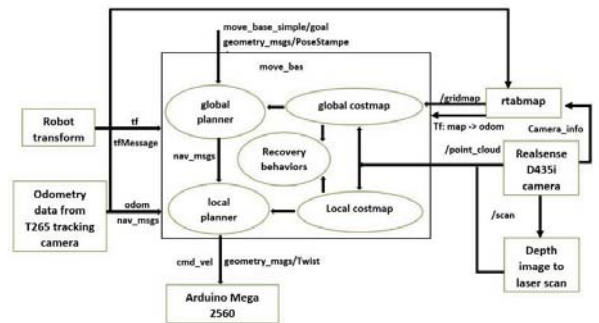 move_base_simple/goal
geometry_msgs/PoseStampe
move_bas
global
planner
global costmap
/gridmap
rtabmap
Robot
transform
tf
tfMessage
Tf: map -> odom
Camera_info
nav_msgs
Recovery
behaviors
/point_cloud
Realsense
D435i
camera
Odometry
data from
T265 tracking
camera
odom
nav_msgs
local
planner
Local costmap
/scan
cmd_vel
geometry_msgs/Twist
Depth
image to
laser scan
Arduino Mega
2560